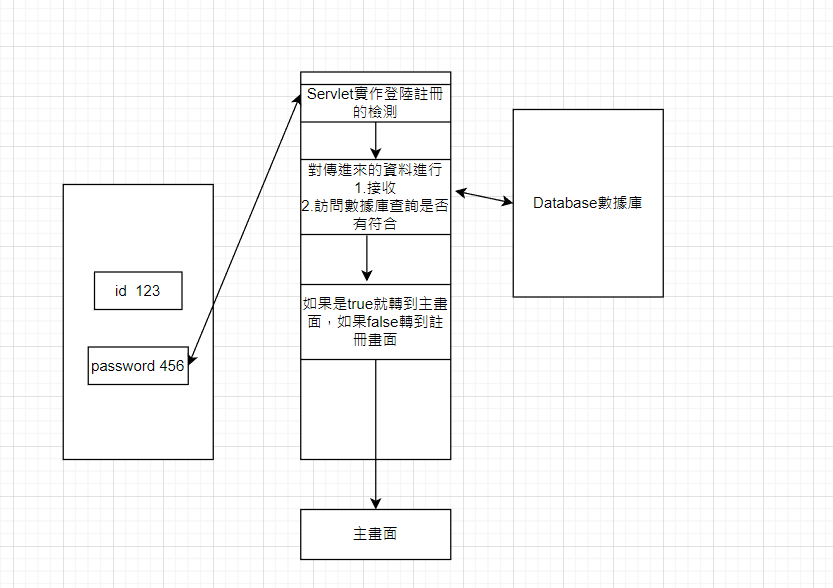 Servlet實作登陸註冊
的檢測
對傳進來的資料進行
1.接收
2.訪問數據庫查詢是否
有符合
Database數據庫
id 123
如果是true就轉到主畫
面，如果false轉到註
冊畫面
password 456
主畫面